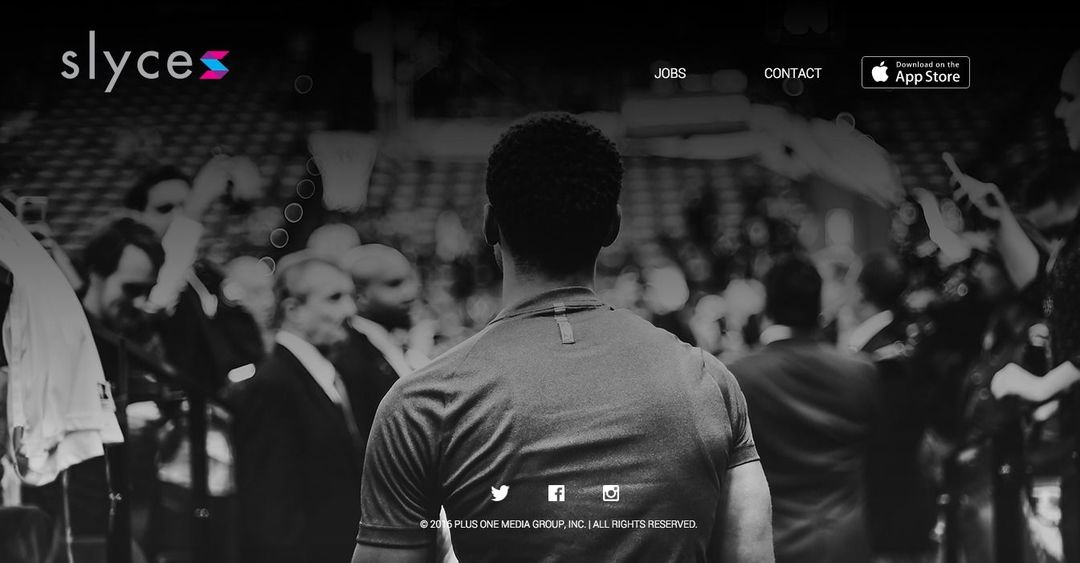 slyce
JOBS
CONTACT
Download on the
App Store
© 2016 PLUS ONE MEDIA GROUP, INC. | ALL RIGHTS RESERVED.